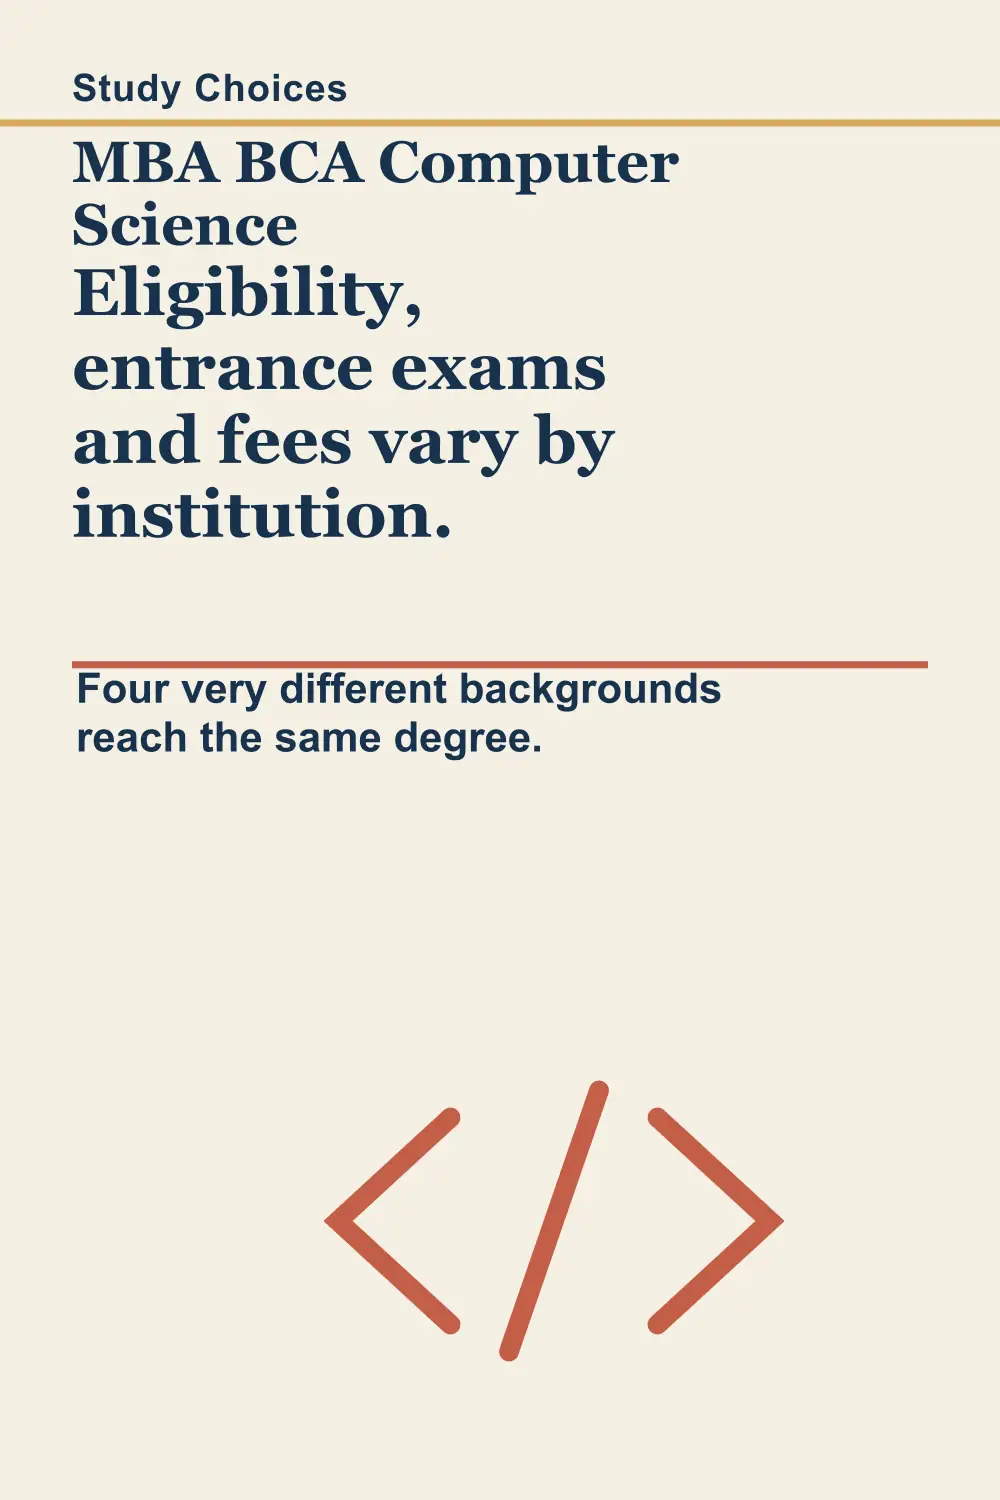 Study Choices
MBA BCA Computer
Science
Eligibility,
entrance exams
and fees vary by
institution.
Four very different backgrounds
reach the same degree.